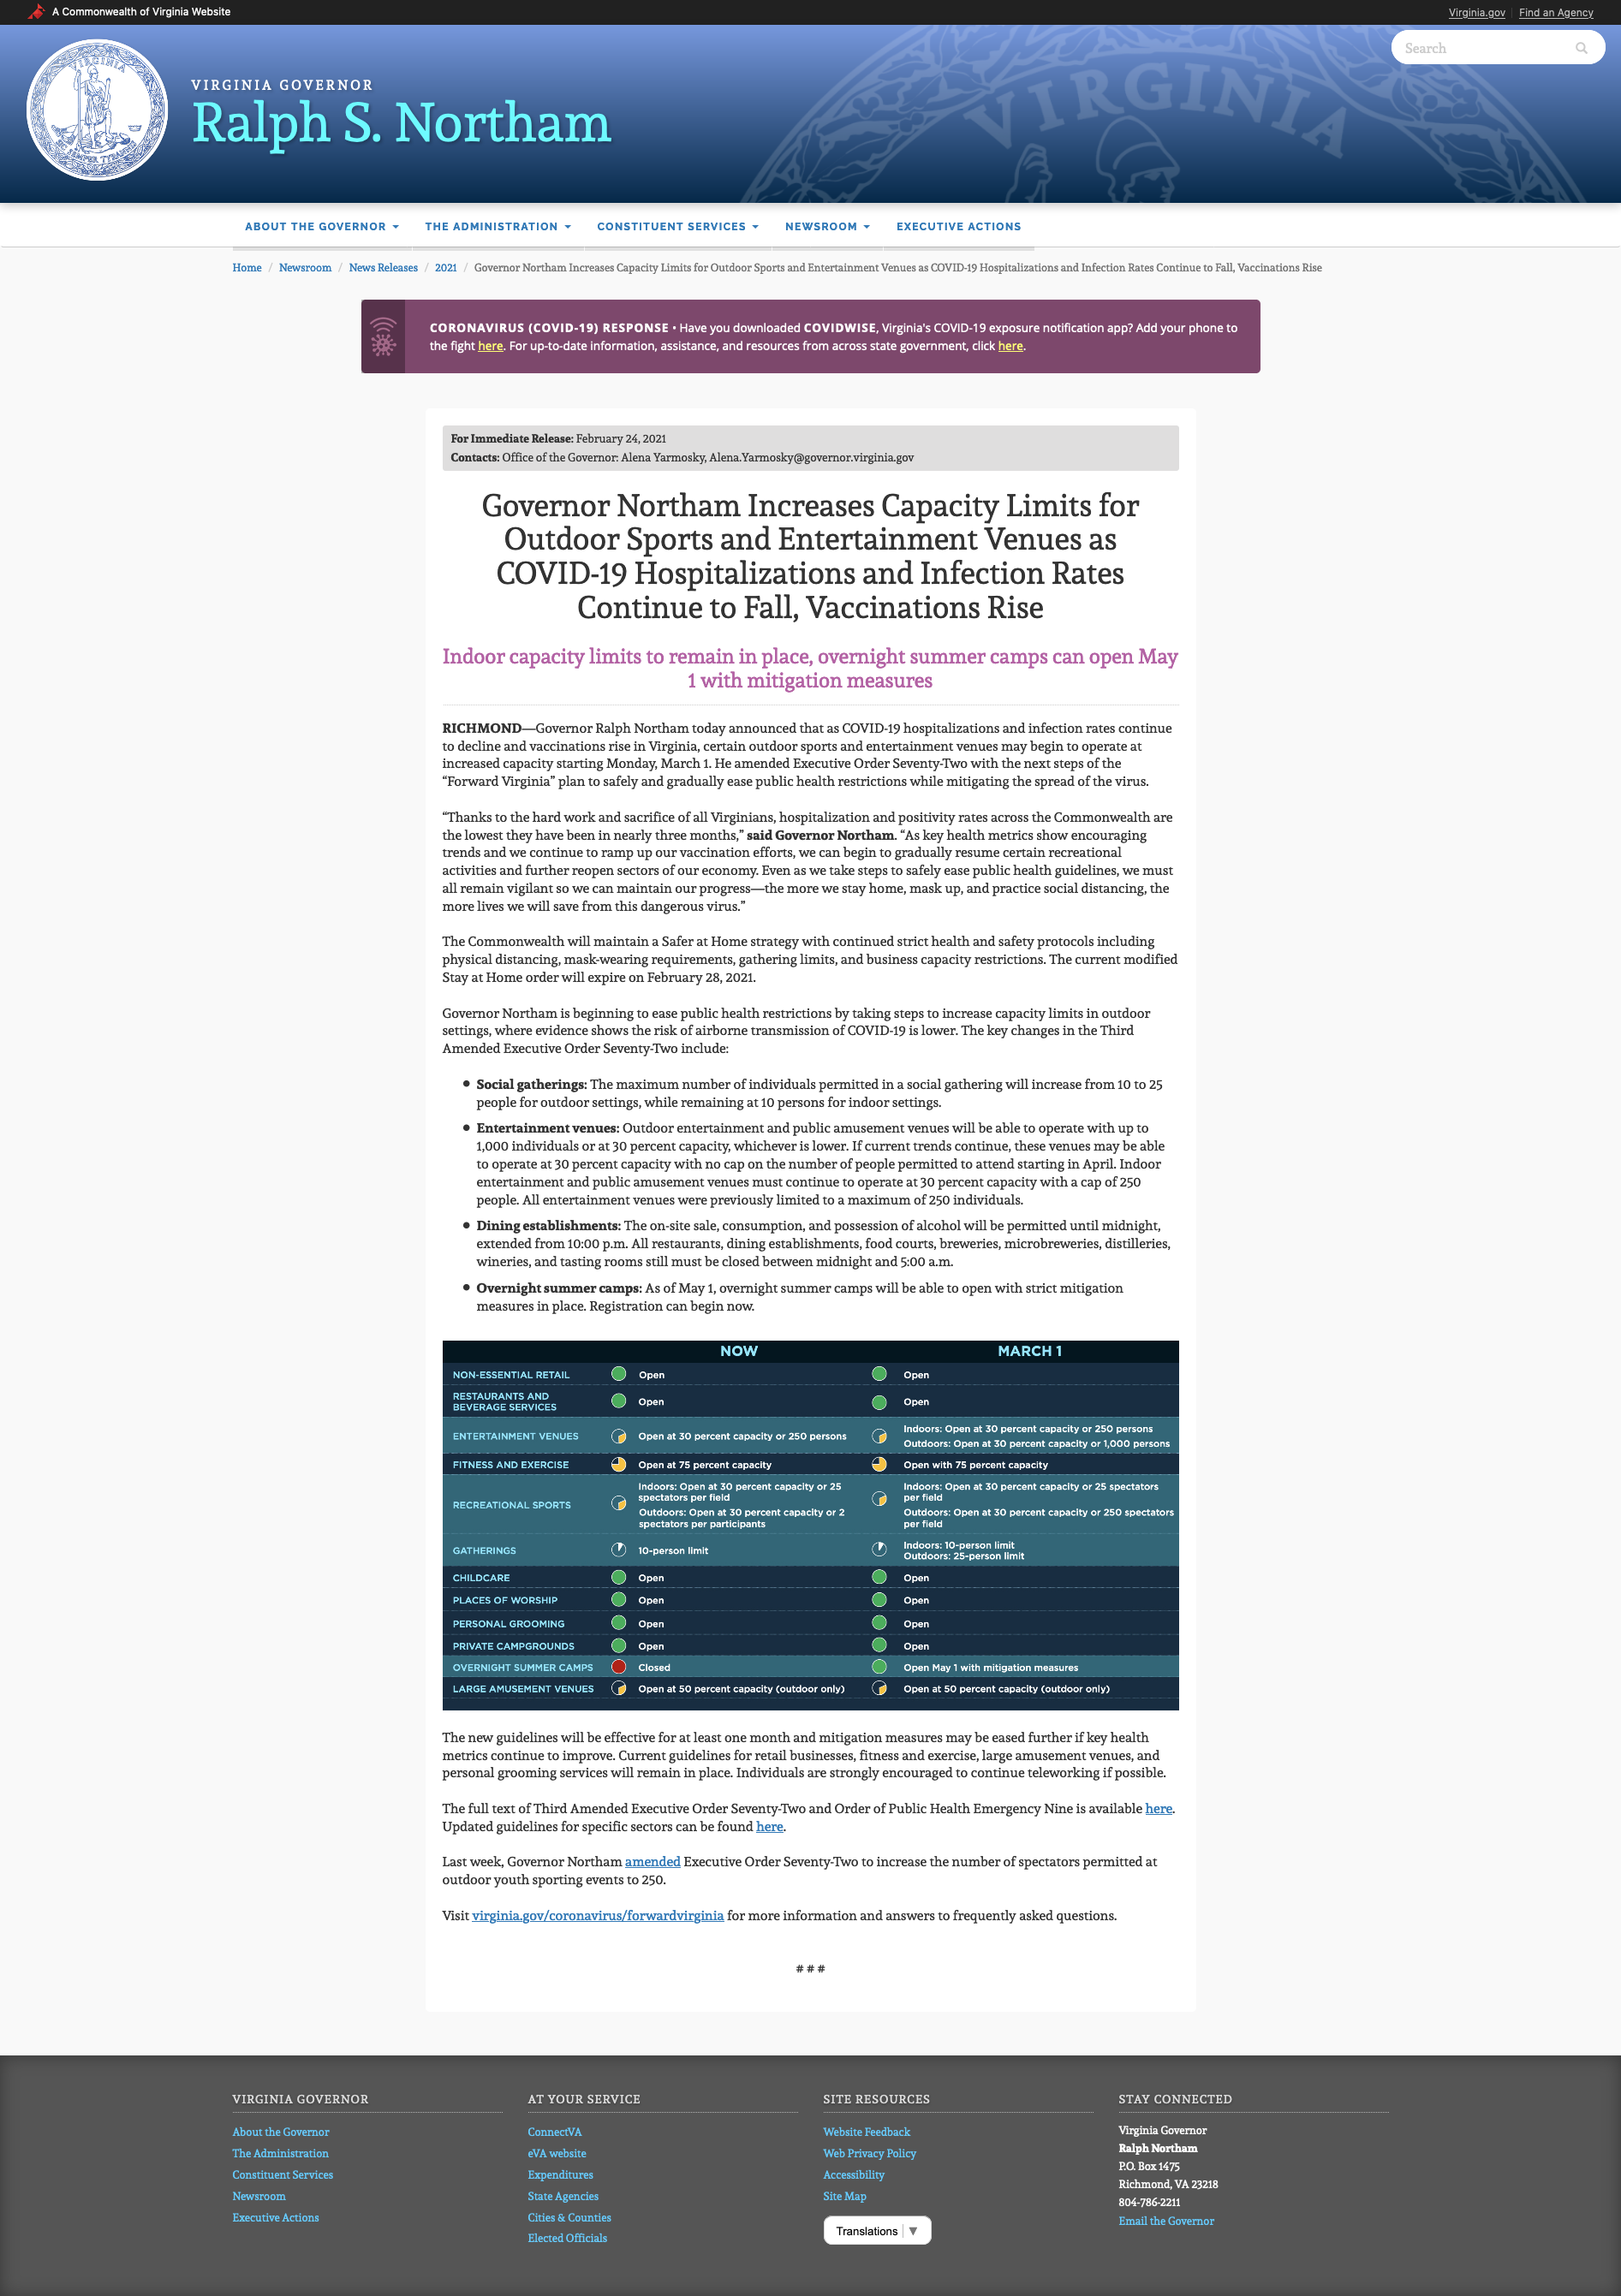 A Commonwealth of Virginia Website
Virginia.gov
Find an Agency
Search
VIRGINIA
SIC SEMPER TYRANNIS
VIRGINIA GOVERNOR
Ralph S. Northam
VIRGINIA
ABOUT THE GOVERNOR
THE ADMINISTRATION
CONSTITUENT SERVICES
NEWSROOM
EXECUTIVE ACTIONS
Home / Newsroom / News Releases / 2021 / Governor Northam Increases Capacity Limits for Outdoor Sports and Entertainment Venues as COVID-19 Hospitalizations and Infection Rates Continue to Fall, Vaccinations Rise
CORONAVIRUS (COVID-19) RESPONSE • Have you downloaded COVIDWISE, Virginia's COVID-19 exposure notification app? Add your phone to
the fight here. For up-to-date information, assistance, and resources from across state government, click here.
For Immediate Release: February 24, 2021
Contacts: Office of the Governor: Alena Yarmosky, Alena.Yarmosky@governor.virginia.gov
Governor Northam Increases Capacity Limits for
Outdoor Sports and Entertainment Venues as
COVID-19 Hospitalizations and Infection Rates
Continue to Fall, Vaccinations Rise
Indoor capacity limits to remain in place, overnight summer camps can open May
1 with mitigation measures
RICHMOND—Governor Ralph Northam today announced that as COVID-19 hospitalizations and infection rates continue
to decline and vaccinations rise in Virginia, certain outdoor sports and entertainment venues may begin to operate at
increased capacity starting Monday, March 1. He amended Executive Order Seventy-Two with the next steps of the
“Forward Virginia” plan to safely and gradually ease public health restrictions while mitigating the spread of the virus.
“Thanks to the hard work and sacrifice of all Virginians, hospitalization and positivity rates across the Commonwealth are
the lowest they have been in nearly three months,” said Governor Northam. “As key health metrics show encouraging
trends and we continue to ramp up our vaccination efforts, we can begin to gradually resume certain recreational
activities and further reopen sectors of our economy. Even as we take steps to safely ease public health guidelines, we must
all remain vigilant so we can maintain our progress—the more we stay home, mask up, and practice social distancing, the
more lives we will save from this dangerous virus.”
The Commonwealth will maintain a Safer at Home strategy with continued strict health and safety protocols including
physical distancing, mask-wearing requirements, gathering limits, and business capacity restrictions. The current modified
Stay at Home order will expire on February 28, 2021.
Governor Northam is beginning to ease public health restrictions by taking steps to increase capacity limits in outdoor
settings, where evidence shows the risk of airborne transmission of COVID-19 is lower. The key changes in the Third
Amended Executive Order Seventy-Two include:
• Social gatherings: The maximum number of individuals permitted in a social gathering will increase from 10 to 25
people for outdoor settings, while remaining at 10 persons for indoor settings.
• Entertainment venues: Outdoor entertainment and public amusement venues will be able to operate with up to
1,000 individuals or at 30 percent capacity, whichever is lower. If current trends continue, these venues may be able
to operate at 30 percent capacity with no cap on the number of people permitted to attend starting in April. Indoor
entertainment and public amusement venues must continue to operate at 30 percent capacity with a cap of 250
people. All entertainment venues were previously limited to a maximum of 250 individuals.
• Dining establishments: The on-site sale, consumption, and possession of alcohol will be permitted until midnight,
extended from 10:00 p.m. All restaurants, dining establishments, food courts, breweries, microbreweries, distilleries,
wineries, and tasting rooms still must be closed between midnight and 5:00 a.m.
• Overnight summer camps: As of May 1, overnight summer camps will be able to open with strict mitigation
measures in place. Registration can begin now.
NOW MARCH 1
NON-ESSENTIAL RETAIL Open Open
RESTAURANTS AND
BEVERAGE SERVICES
Open Open
ENTERTAINMENT VENUES
Open at 30 percent capacity or 250 persons
Indoors: Open at 30 percent capacity or 250 persons
Outdoors: Open at 30 percent capacity or 1,000 persons
FITNESS AND EXERCISE Open at 75 percent capacity Open with 75 percent capacity
RECREATIONAL SPORTS
Indoors: Open at 30 percent capacity or 25
spectators per field
Outdoors: Open at 30 percent capacity or 2
spectators per participants
Indoors: Open at 30 percent capacity or 25 spectators
per field
Outdoors: Open at 30 percent capacity or 250 spectators
per field
GATHERINGS
10-person limit
Indoors: 10-person limit
Outdoors: 25-person limit
CHILDCARE Open Open
PLACES OF WORSHIP Open Open
PERSONAL GROOMING Open Open
PRIVATE CAMPGROUNDS Open Open
OVERNIGHT SUMMER CAMPS Closed Open May 1 with mitigation measures
LARGE AMUSEMENT VENUES Open at 50 percent capacity (outdoor only) Open at 50 percent capacity (outdoor only)
The new guidelines will be effective for at least one month and mitigation measures may be eased further if key health
metrics continue to improve. Current guidelines for retail businesses, fitness and exercise, large amusement venues, and
personal grooming services will remain in place. Individuals are strongly encouraged to continue teleworking if possible.
The full text of Third Amended Executive Order Seventy-Two and Order of Public Health Emergency Nine is available here.
Updated guidelines for specific sectors can be found here.
Last week, Governor Northam amended Executive Order Seventy-Two to increase the number of spectators permitted at
outdoor youth sporting events to 250.
Visit virginia.gov/coronavirus/forwardvirginia for more information and answers to frequently asked questions.
# # #
VIRGINIA GOVERNOR
About the Governor
The Administration
Constituent Services
Newsroom
Executive Actions
AT YOUR SERVICE
ConnectVA
eVA website
Expenditures
State Agencies
Cities & Counties
Elected Officials
SITE RESOURCES
Website Feedback
Web Privacy Policy
Accessibility
Site Map
Translations ▼
STAY CONNECTED
Virginia Governor
Ralph Northam
P.O. Box 1475
Richmond, VA 23218
804-786-2211
Email the Governor